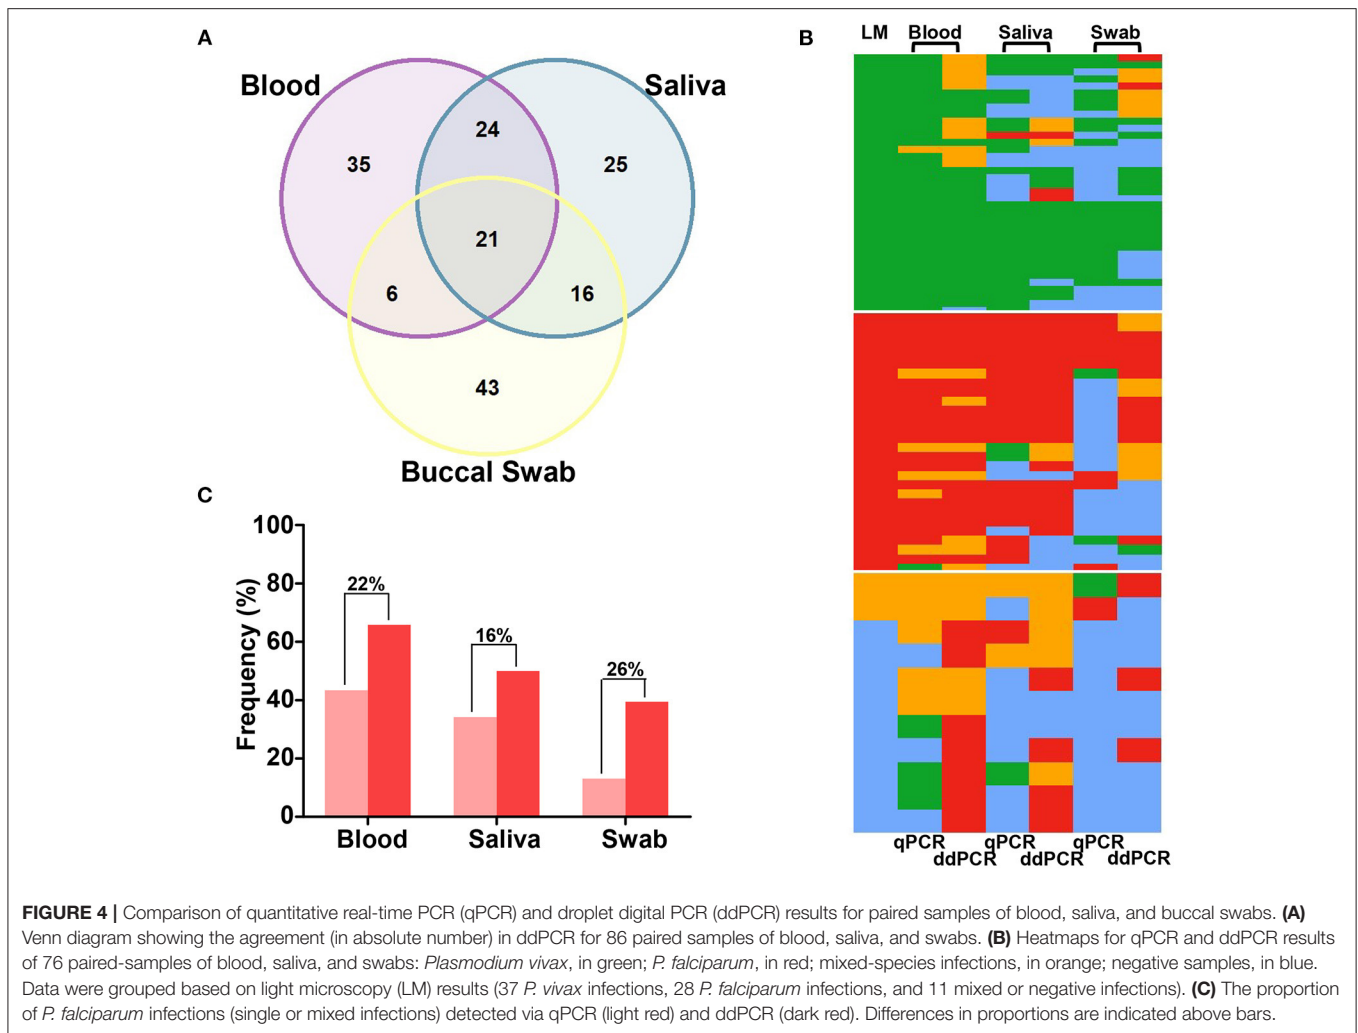 A
Blood
Saliva
24
35
25
21
6
16
43
Buccal Swab
B
LM Blood Saliva Swab
qPCR qPCR qPCR
ddPCR ddPCR ddPCR
C
100
80
60
40
20
0
Frequency (%)
22%
16%
26%
Blood Saliva Swab
FIGURE 4 | Comparison of quantitative real-time PCR (qPCR) and droplet digital PCR (ddPCR) results for paired samples of blood, saliva, and buccal swabs. (A)
Venn diagram showing the agreement (in absolute number) in ddPCR for 86 paired samples of blood, saliva, and swabs. (B) Heatmaps for qPCR and ddPCR results
of 76 paired-samples of blood, saliva, and swabs: Plasmodium vivax, in green; P. falciparum, in red; mixed-species infections, in orange; negative samples, in blue.
Data were grouped based on light microscopy (LM) results (37 P. vivax infections, 28 P. falciparum infections, and 11 mixed or negative infections). (C) The proportion
of P. falciparum infections (single or mixed infections) detected via qPCR (light red) and ddPCR (dark red). Differences in proportions are indicated above bars.